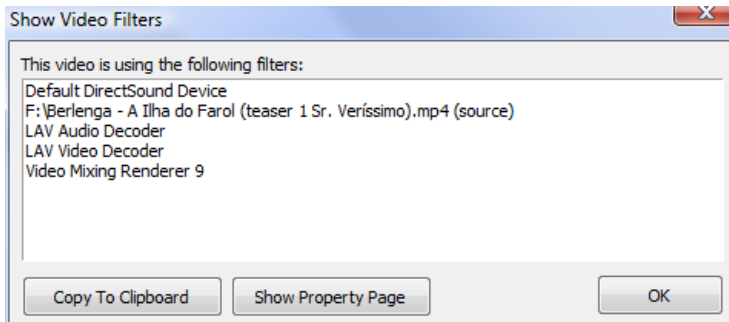 Show Video Filters
This video is using the following filters:
Default DirectSound Device
F:\Berlenga - A Ilha do Farol (teaser 1 Sr. Veríssimo).mp4 (source)
LAV Audio Decoder
LAV Video Decoder
Video Mixing Renderer 9
Copy To Clipboard Show Property Page OK